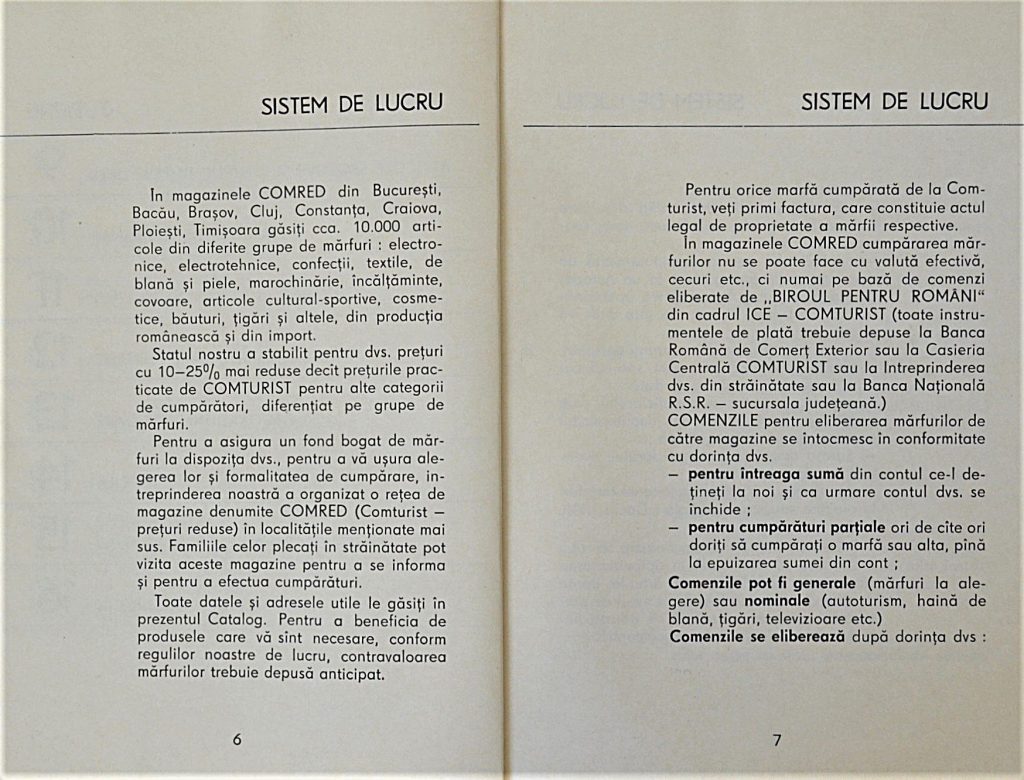 SISTEM DE LUCRU
In magazinele COMRED din București,
Bacău, Brașov, Cluj, Constanța, Craiova,
Ploiești, Timișoara găsiți cca. 10.000 arti-
cole din diferite grupe de mărfuri : electro-
nice, electrotehnice, confecții, textile, de
blană și piele, marochinărie, încălțăminte,
covoare, articole cultural-sportive, cosme-
tice, băuturi, țigări și altele, din producția
românească și din import.
Statul nostru a stabilit pentru dvs. prețuri
cu 10–25% mai reduse decît prețurile prac-
ticate de COMTURIST pentru alte categorii
de cumpărători, diferențiat pe grupe de
mărfuri.
Pentru a asigura un fond bogat de măr-
furi la dispozița dvs., pentru a vă ușura ale-
gerea lor și formalitatea de cumpărare, in-
treprinderea noastră a organizat o rețea de
magazine denumite COMRED (Comturist –
prețuri reduse) în localitățile menționate mai
sus. Familiile celor plecați în străinătate pot
vizita aceste magazine pentru a se informa
și pentru a efectua cumpărături.
Toate datele și adresele utile le găsiți în
prezentul Catalog. Pentru a beneficia de
produsele care vă sînt necesare, conform
regulilor noastre de lucru, contravaloarea
mărfurilor trebuie depusă anticipat.
6
SISTEM DE LUCRU
Pentru orice marfă cumpărată de la Com-
turist, veți primi factura, care constituie actul
legal de proprietate a mărfii respective.
În magazinele COMRED cumpărarea măr-
furilor nu se poate face cu valută efectivă,
cecuri etc., ci numai pe bază de comenzi
eliberate de „BIROUL PENTRU ROMÂNI“
din cadrul ICE – COMTURIST (toate instru-
mentele de plată trebuie depuse la Banca
Română de Comerț Exterior sau la Casieria
Centrală COMTURIST sau la Intreprinderea
dvs. din străinătate sau la Banca Națională
R.S.R. – sucursala județeană.)
COMENZILE pentru eliberarea mărfurilor de
către magazine se întocmesc în conformitate
cu dorința dvs.
– pentru întreaga sumă din contul ce-l de-
țineți la noi și ca urmare contul dvs. se
inchide ;
– pentru cumpărături parțiale ori de cîte ori
doriți să cumpărați o marfă sau alta, pînă
la epuizarea sumei din cont ;
Comenzile pot fi generale (mărfuri la ale-
gere) sau nominale (autoturism, haină de
blană, țigări, televizioare etc.)
Comenzile se eliberează după dorința dvs :
7